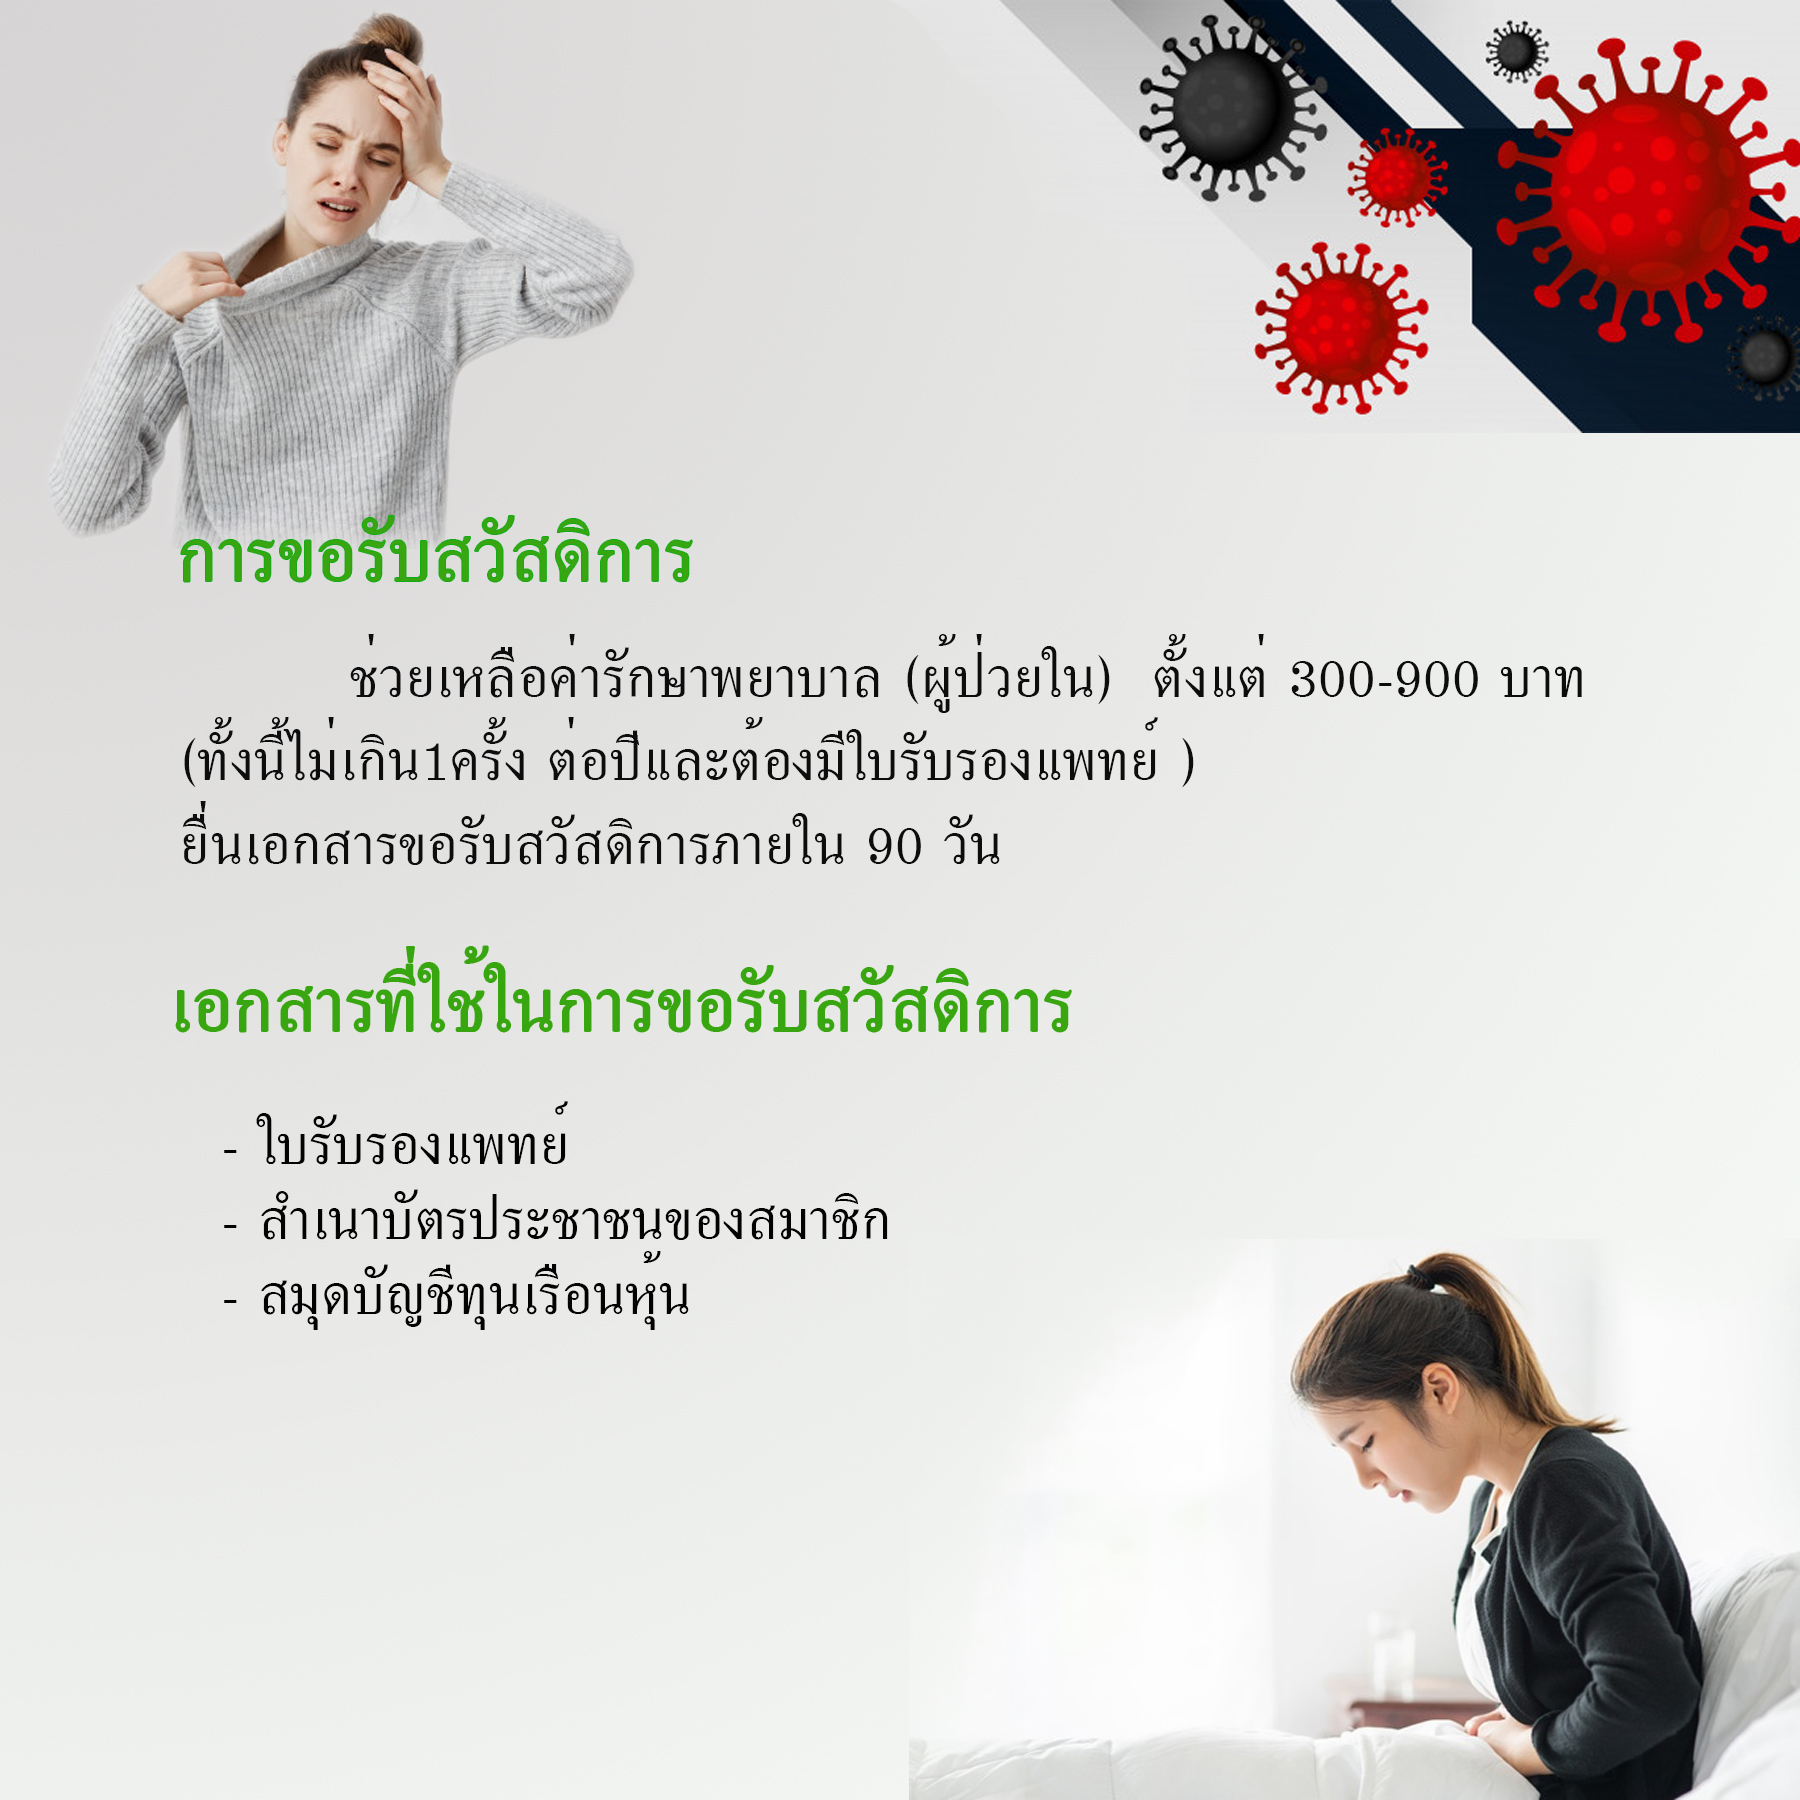 การขอรับสวัสดิการ
ช่วยเหลือค่ารักษาพยาบาล (ผู้ป่วยใน) ตั้งแต่ 300-900 บาท
(ทั้งนี้ไม่เกิน1ครั้ง ต่อปีและต้องมีใบรับรองแพทย์ )
ยื่นเอกสารขอรับสวัสดิการภายใน 90 วัน
เอกสารที่ใช้ในการขอรับสวัสดิการ
- ใบรับรองแพทย์
- สำเนาบัตรประชาชนของสมาชิก
- สมุดบัญชีทุนเรือนหุ้น